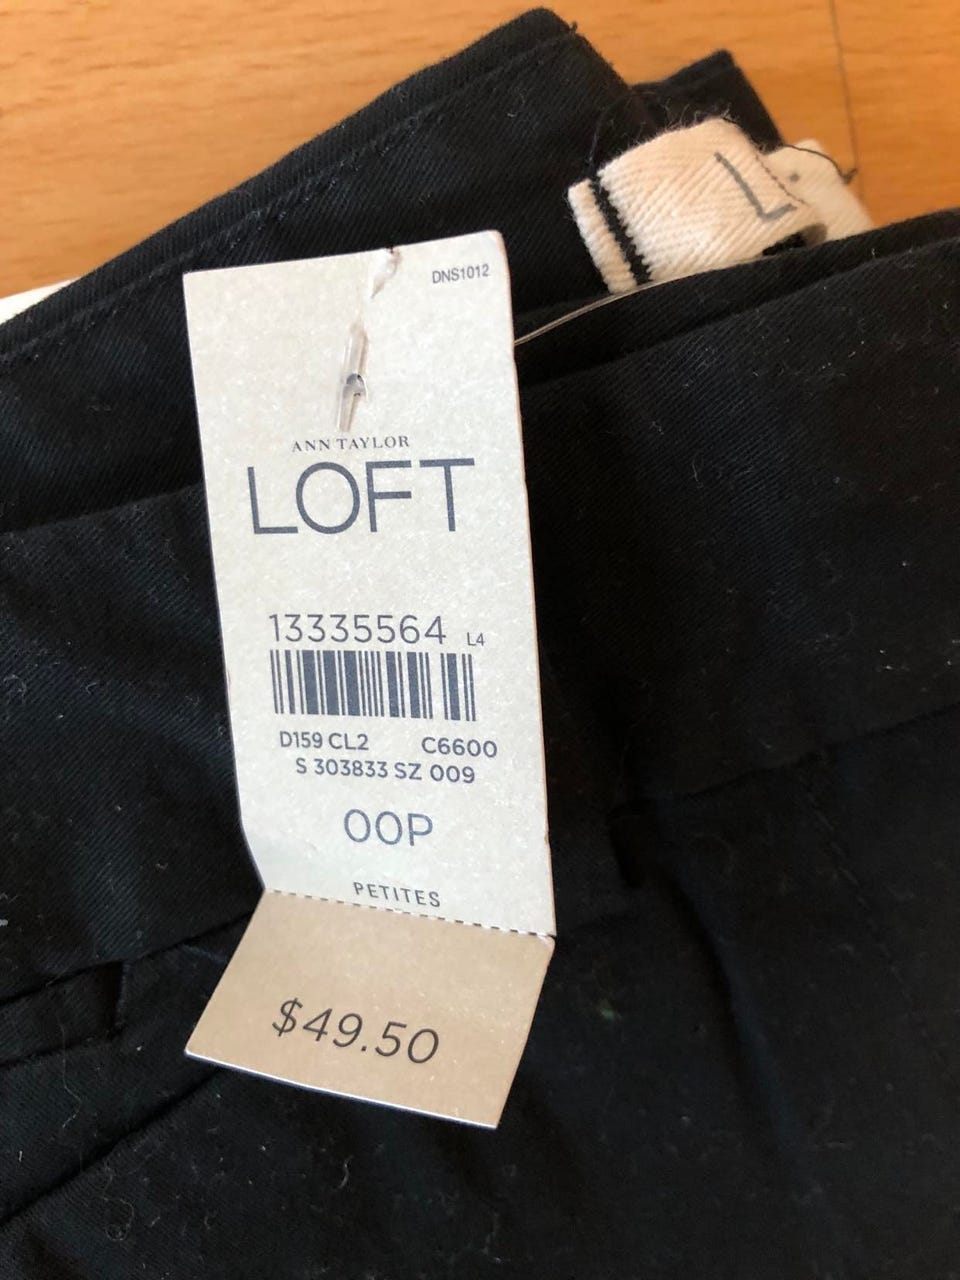 L
DNS1012
ANN TAYLOR
LOFT
13335564 L4
D159 CL2 C6600
S 303833 SZ 009
00P
PETITES
$49.50